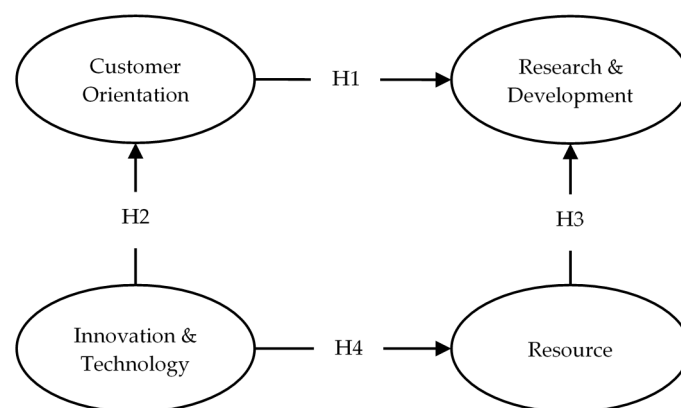 Customer
Orientation
H1
Research &
Development
H2
H3
Innovation &
Technology
H4
Resource